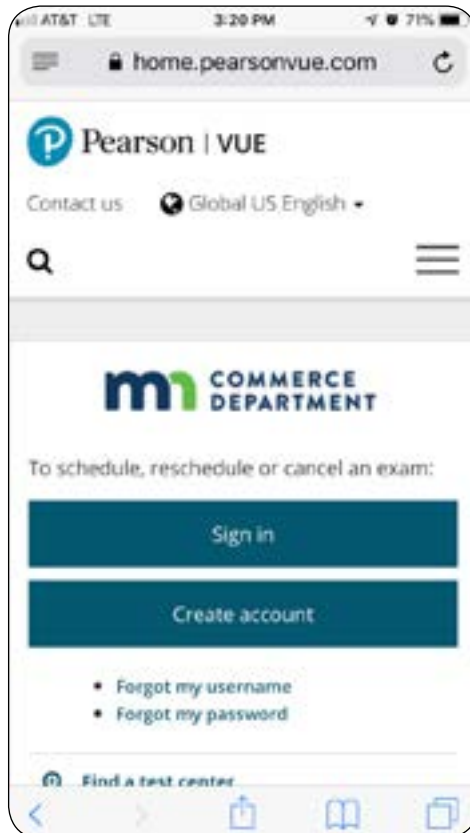 AT&T LTE 3:20 PM 71%
home.pearsonvue.com
Pearson | VUE
Contact us Global US English
mn COMMERCE
DEPARTMENT
To schedule, reschedule or cancel an exam:
Sign in
Create account
• Forgot my username
• Forgot my password
Find a test center